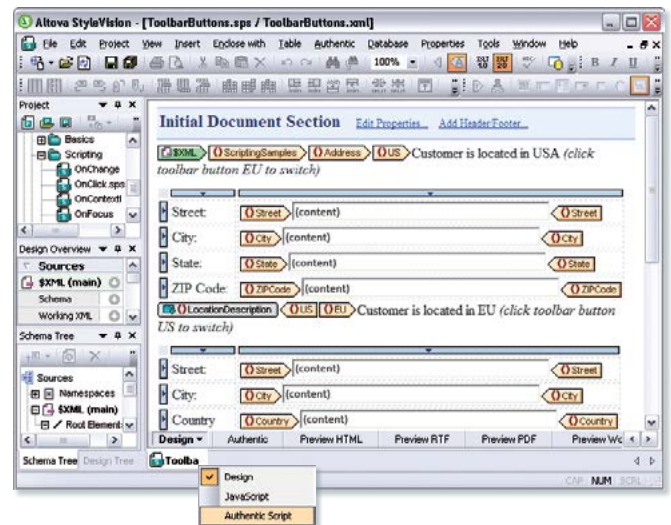 Altova StyleVision - [ToolbarButtons.sps / ToolbarButtons.xml]
File Edit Project View Insert Enclose with Table Authentic Database Properties Tools Window Help
100%
Project
Basics
Scripting
OnChange
OnClick.sps
OnContextI
OnFocus
Design Overview
Sources
$XML (main)
Schema
Working XML
Schema Tree
Sources
Namespaces
$XML (main)
Root Element
Schema Tree Design Tree
Initial Document Section Edit Properties... Add Header/Footer...
$XML ScriptingSamples Address US Customer is located in USA (click
toolbar button EU to switch)
Street: Street (content) Street
City: City (content) City
State: State (content) State
ZIP Code: ZIPCode (content) ZIPCode
LocationDescription US EU Customer is located in EU (click toolbar button
US to switch)
Street: Street (content) Street
City: City (content) City
Country Country (content) Country
Design Authentic Preview HTML Preview RTF Preview PDF Preview Wc
Toolba
Design
JavaScript
Authentic Script
CAP NUM SCRL